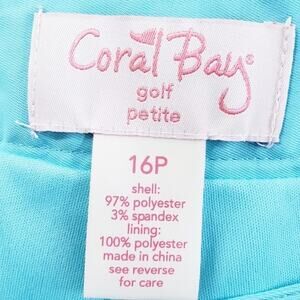 Coral Bay®
golf
petite
16P
shell:
97% polyester
3% spandex
lining:
100% polyester
made in china
see reverse
for care